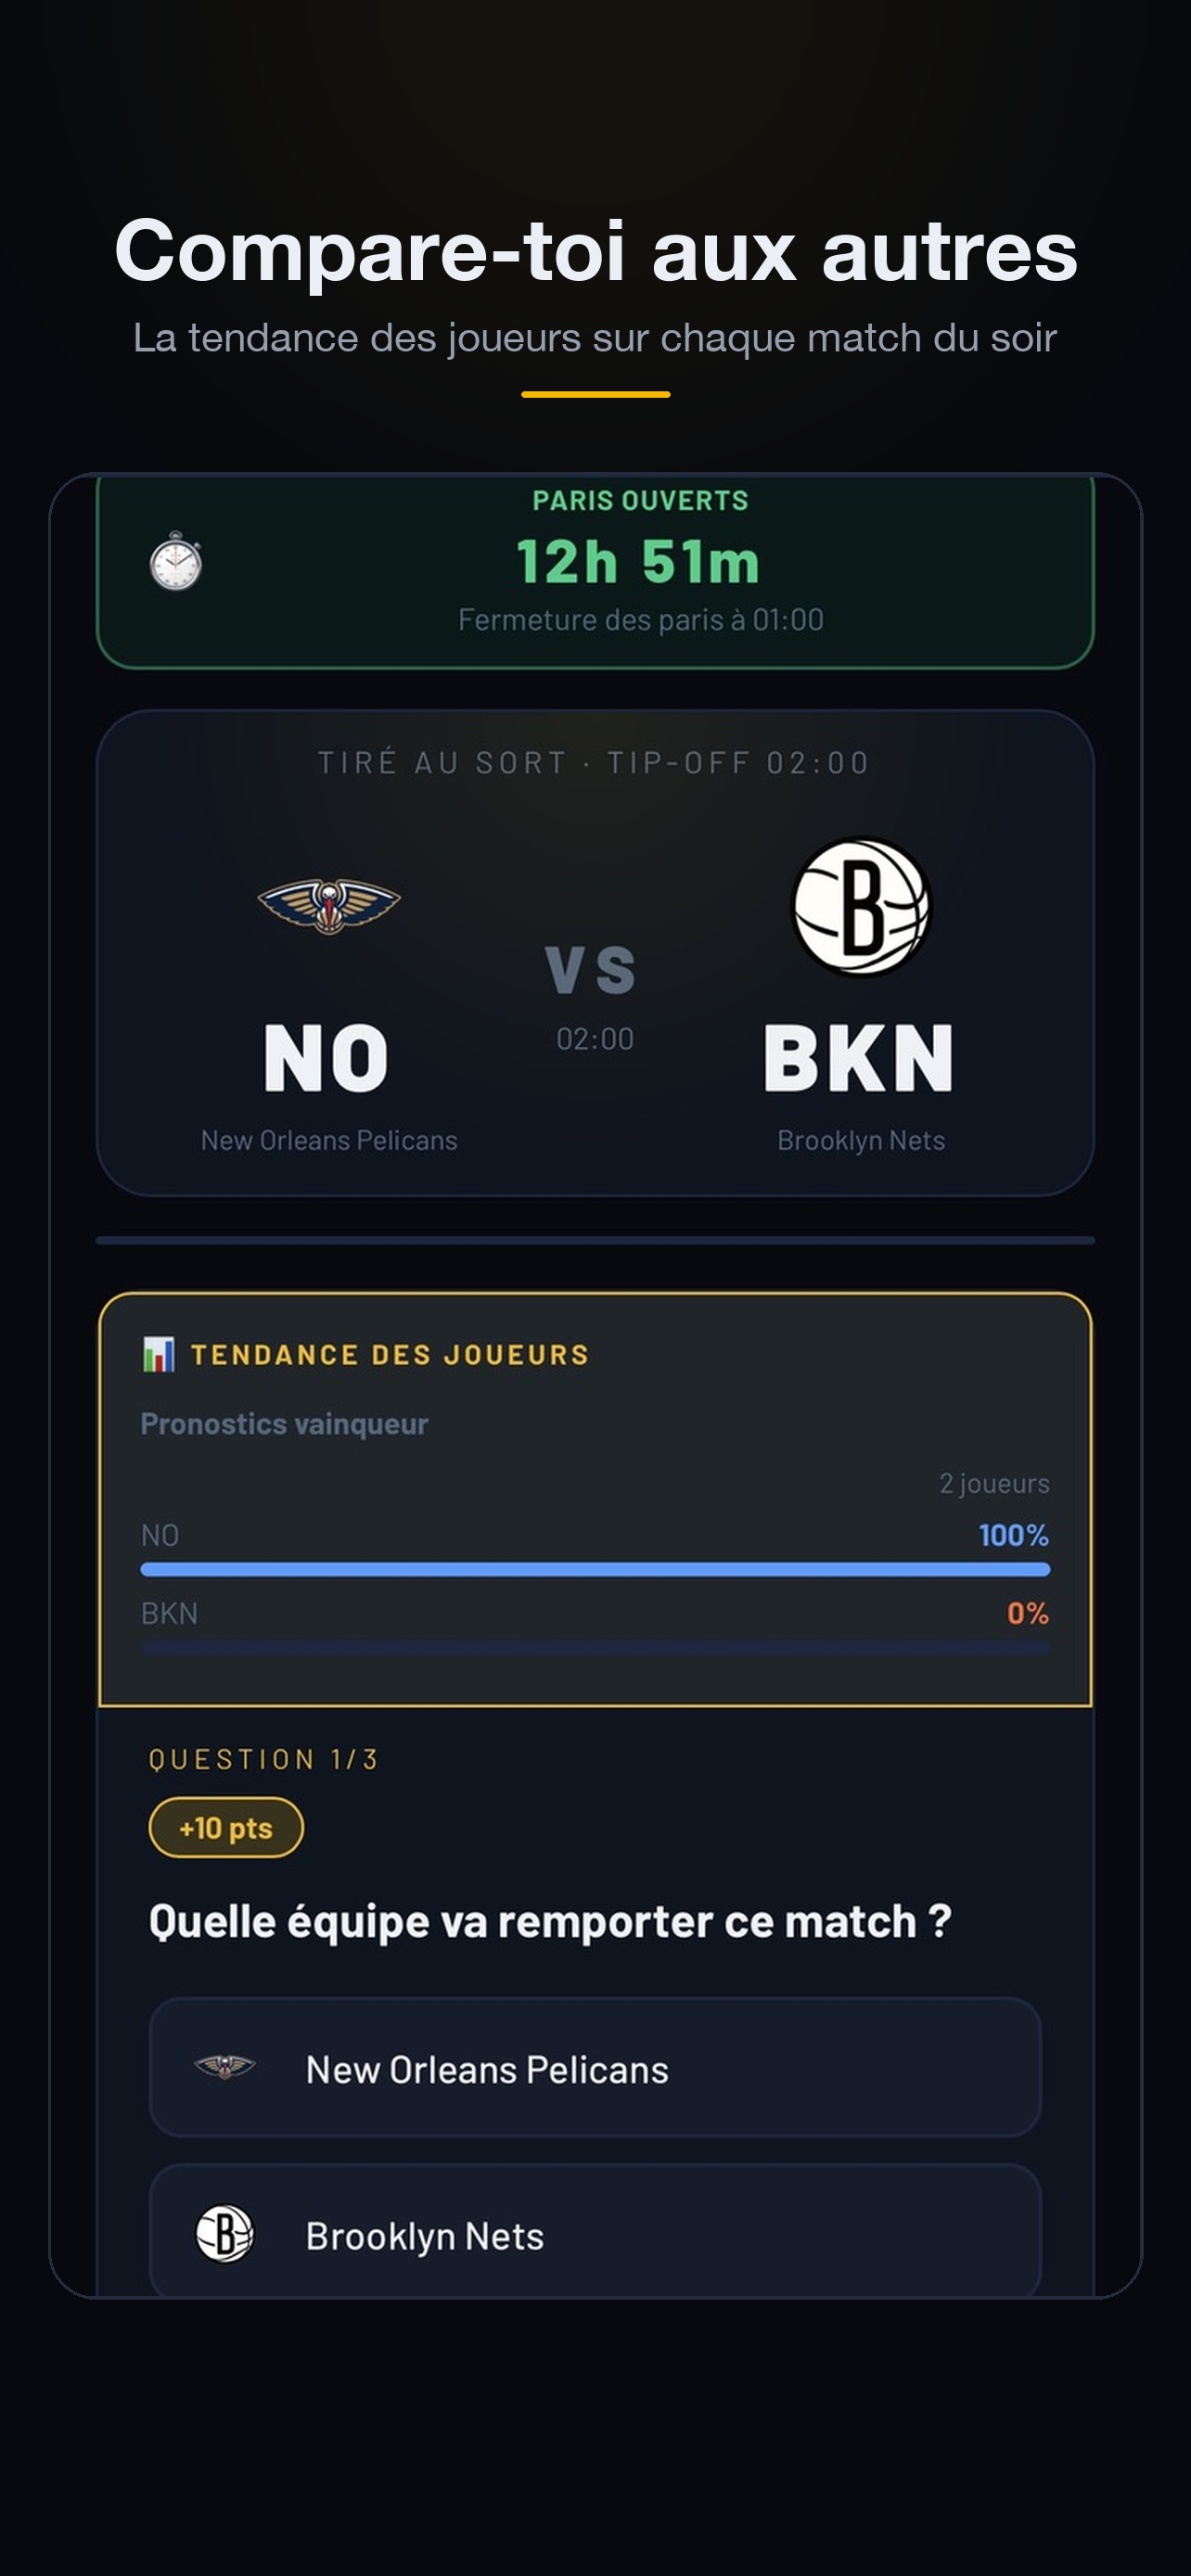 Compare-toi aux autres
La tendance des joueurs sur chaque match du soir
PARIS OUVERTS
12h 51m
Fermeture des paris à 01:00
TIRÉ AU SORT · TIP-OFF 02:00
B
VS
02:00
NO
BKN
New Orleans Pelicans
Brooklyn Nets
TENDANCE DES JOUEURS
Pronostics vainqueur
2 joueurs
NO
100%
BKN
0%
QUESTION 1/3
+10 pts
Quelle équipe va remporter ce match ?
New Orleans Pelicans
B
Brooklyn Nets